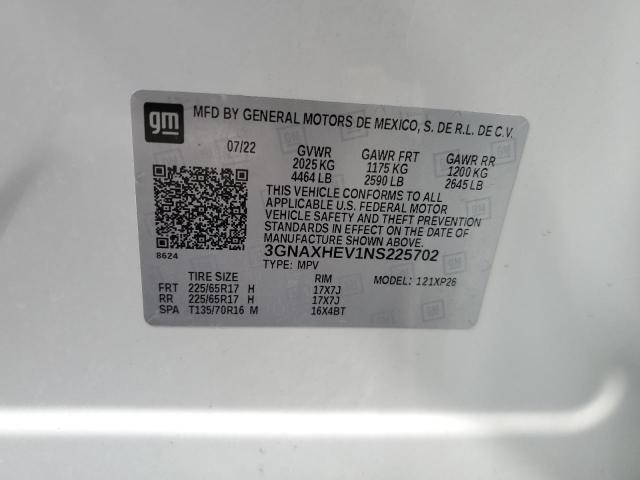 gm
MFD BY GENERAL MOTORS DE MEXICO, S. DE R.L. DE C.V.
07/22 GVWR GAWR FRT GAWR RR
2025 KG 1175 KG 1200 KG
4464 LB 2590 LB 2645 LB
THIS VEHICLE CONFORMS TO ALL
APPLICABLE U.S. FEDERAL MOTOR
VEHICLE SAFETY AND THEFT PREVENTION
STANDARDS IN EFFECT ON THE DATE OF
MANUFACTURE SHOWN ABOVE.
8624 3GNAXHEV1NS225702
TYPE: MPV MODEL: 121XP26
TIRE SIZE RIM
FRT 225/65R17 H 17X7J
RR 225/65R17 H 17X7J
SPA T135/70R16 M 16X4BT